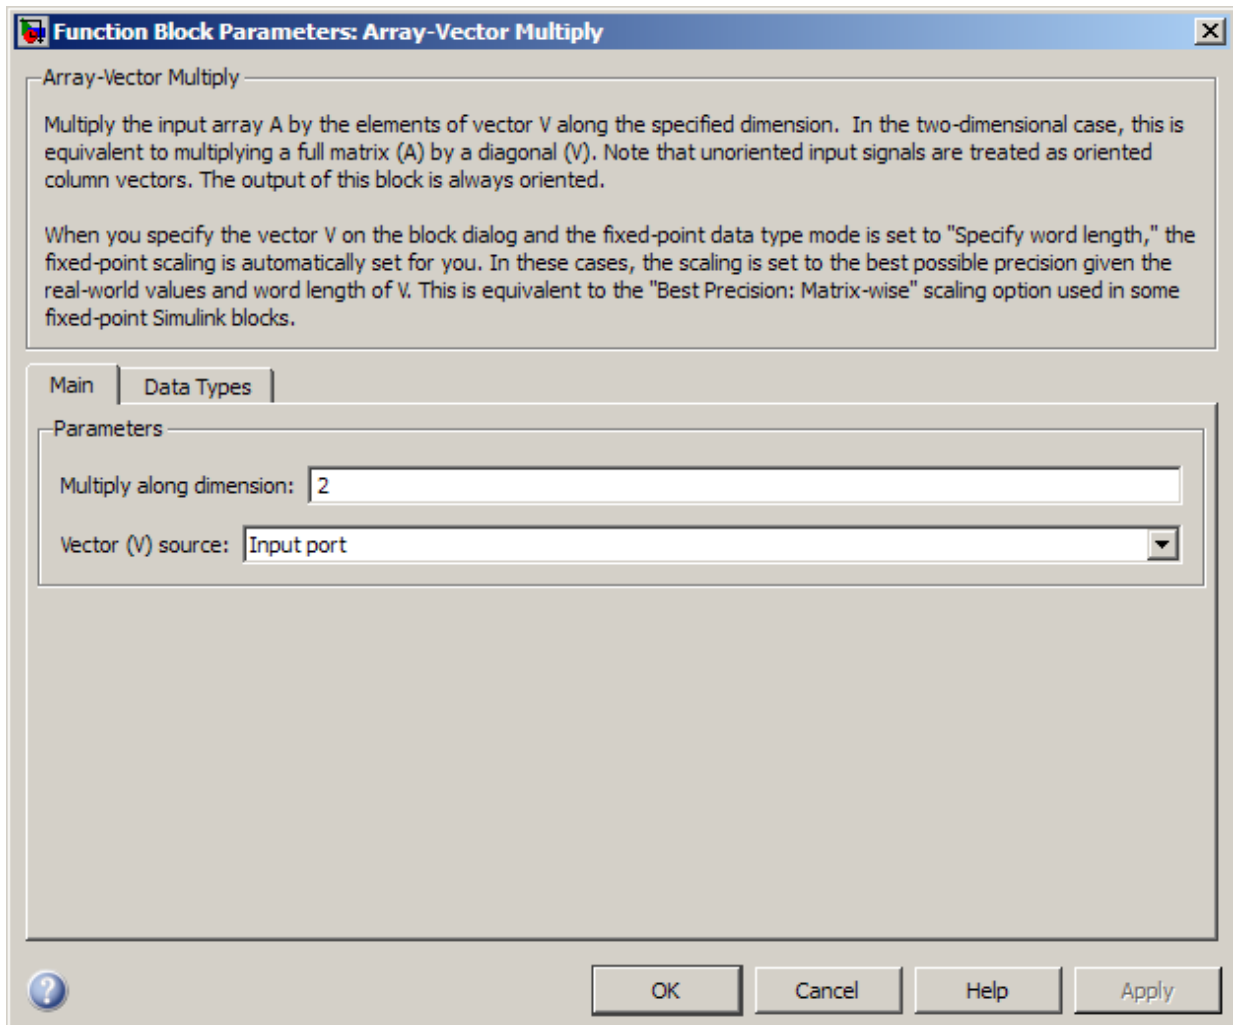 Function Block Parameters: Array-Vector Multiply
Array-Vector Multiply
Multiply the input array A by the elements of vector V along the specified dimension.  In the two-dimensional case, this is
equivalent to multiplying a full matrix (A) by a diagonal (V). Note that unoriented input signals are treated as oriented
column vectors. The output of this block is always oriented.
When you specify the vector V on the block dialog and the fixed-point data type mode is set to "Specify word length," the
fixed-point scaling is automatically set for you. In these cases, the scaling is set to the best possible precision given the
real-world values and word length of V. This is equivalent to the "Best Precision: Matrix-wise" scaling option used in some
fixed-point Simulink blocks.
Main Data Types
Parameters
Multiply along dimension: 2
Vector (V) source: Input port
? OK Cancel Help Apply